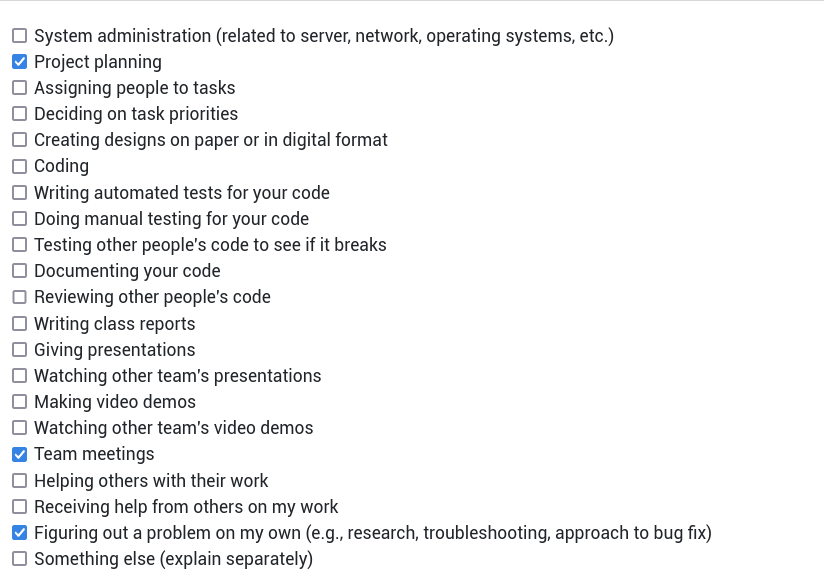 System administration (related to server, network, operating systems, etc.)
Project planning
Assigning people to tasks
Deciding on task priorities
Creating designs on paper or in digital format
Coding
Writing automated tests for your code
Doing manual testing for your code
Testing other people's code to see if it breaks
Documenting your code
Reviewing other people's code
Writing class reports
Giving presentations
Watching other team's presentations
Making video demos
Watching other team's video demos
Team meetings
Helping others with their work
Receiving help from others on my work
Figuring out a problem on my own (e.g., research, troubleshooting, approach to bug fix)
Something else (explain separately)